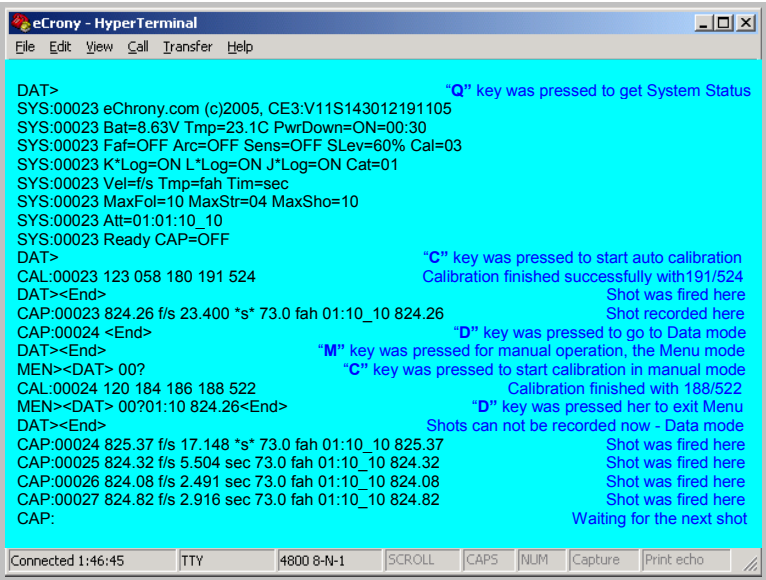 eCrony - HyperTerminal
File Edit View Call Transfer Help
DAT> “Q” key was pressed to get System Status
SYS:00023 eChrony.com (c)2005, CE3:V11S143012191105
SYS:00023 Bat=8.63V Tmp=23.1C PwrDown=ON=00:30
SYS:00023 Faf=OFF Arc=OFF Sens=OFF SLev=60% Cal=03
SYS:00023 K*Log=ON L*Log=ON J*Log=ON Cat=01
SYS:00023 Vel=f/s Tmp=fah Tim=sec
SYS:00023 MaxFol=10 MaxStr=04 MaxSho=10
SYS:00023 Att=01:01:10_10
SYS:00023 Ready CAP=OFF
DAT> “C” key was pressed to start auto calibration
CAL:00023 123 058 180 191 524 Calibration finished successfully with191/524
DAT><End> Shot was fired here
CAP:00023 824.26 f/s 23.400 *s* 73.0 fah 01:10_10 824.26 Shot recorded here
CAP:00024 <End> “D” key was pressed to go to Data mode
DAT><End> “M” key was pressed for manual operation, the Menu mode
MEN><DAT> 00? “C” key was pressed to start calibration in manual mode
CAL:00024 120 184 186 188 522 Calibration finished with 188/522
MEN><DAT> 00?01:10 824.26<End> “D” key was pressed her to exit Menu
DAT><End> Shots can not be recorded now - Data mode
CAP:00024 825.37 f/s 17.148 *s* 73.0 fah 01:10_10 825.37 Shot was fired here
CAP:00025 824.32 f/s 5.504 sec 73.0 fah 01:10_10 824.32 Shot was fired here
CAP:00026 824.08 f/s 2.491 sec 73.0 fah 01:10_10 824.08 Shot was fired here
CAP:00027 824.82 f/s 2.916 sec 73.0 fah 01:10_10 824.82 Shot was fired here
CAP: Waiting for the next shot
Connected 1:46:45 TTY 4800 8-N-1 SCROLL CAPS NUM Capture Print echo